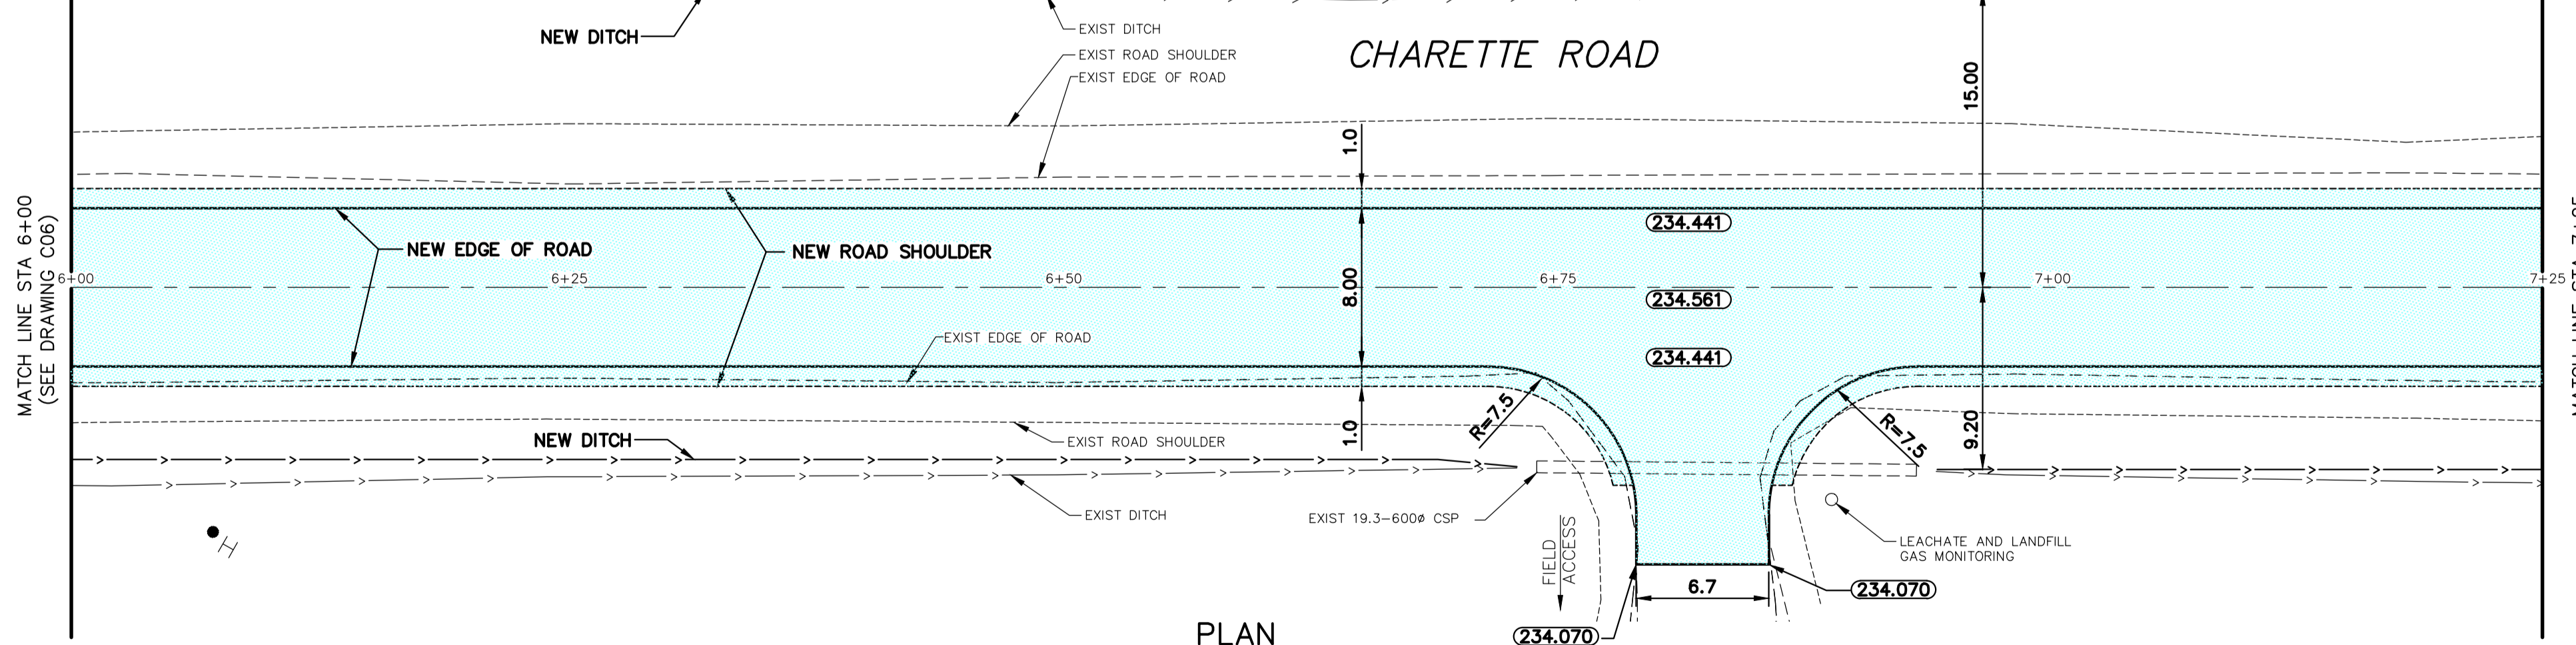 NEW DITCH
EXIST DITCH
EXIST ROAD SHOULDER
EXIST EDGE OF ROAD
CHARETTE ROAD
15.00
1.0
MATCH LINE STA 6+00
(SEE DRAWING C06)
NEW EDGE OF ROAD
NEW ROAD SHOULDER
234.441
6+00
6+25
6+50
8.00
6+75
234.561
7+00
7+25
EXIST EDGE OF ROAD
234.441
NEW DITCH
EXIST ROAD SHOULDER
1.0
R=7.5
R=7.5
9.20
EXIST DITCH
EXIST 19.3-600ø CSP
FIELD
ACCESS
LEACHATE AND LANDFILL
GAS MONITORING
H
6.7
234.070
234.070
PLAN